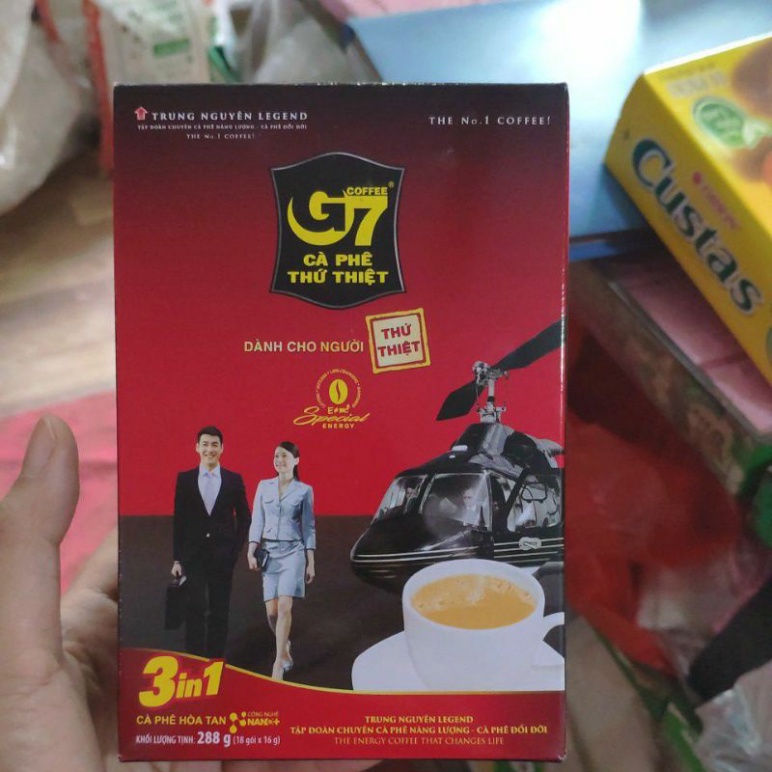 TRUNG NGUYÊN LEGEND
TẬP ĐOÀN CHUYÊN CÀ PHÊ NĂNG LƯỢNG - CÀ PHÊ ĐỔI ĐỜI
THE No.1 COFFEE!
THE No.1 COFFEE!
COFFEE
G7
®
CÀ PHÊ
THỨ THIỆT
DÀNH CHO NGƯỜI
THỨ
THIỆT
Special
ENERGY
3in1
CÀ PHÊ HÒA TAN
CÔNG NGHỆ
NANO+
KHỐI LƯỢNG TỊNH: 288 g (18 gói x 16 g)
TRUNG NGUYÊN LEGEND
TẬP ĐOÀN CHUYÊN CÀ PHÊ NĂNG LƯỢNG - CÀ PHÊ ĐỔI ĐỜI
THE ENERGY COFFEE THAT CHANGES LIFE
ORION
Custas